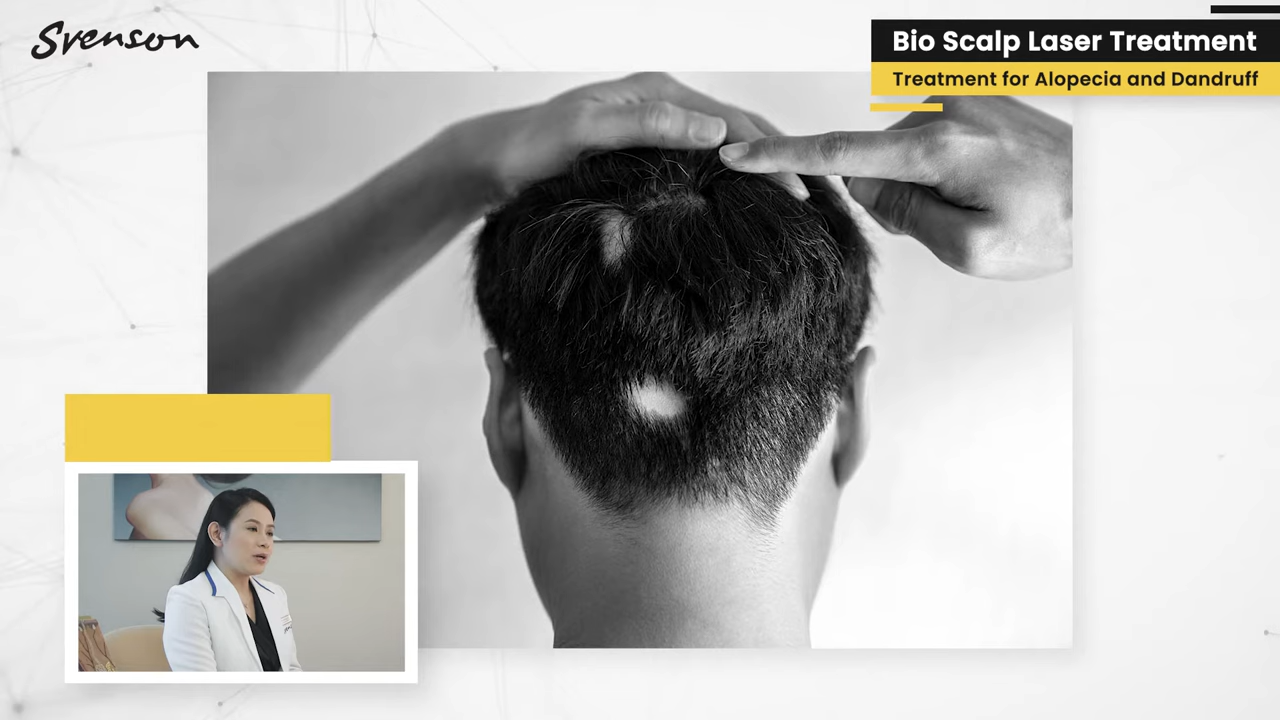 Svenson
Bio Scalp Laser Treatment
Treatment for Alopecia and Dandruff